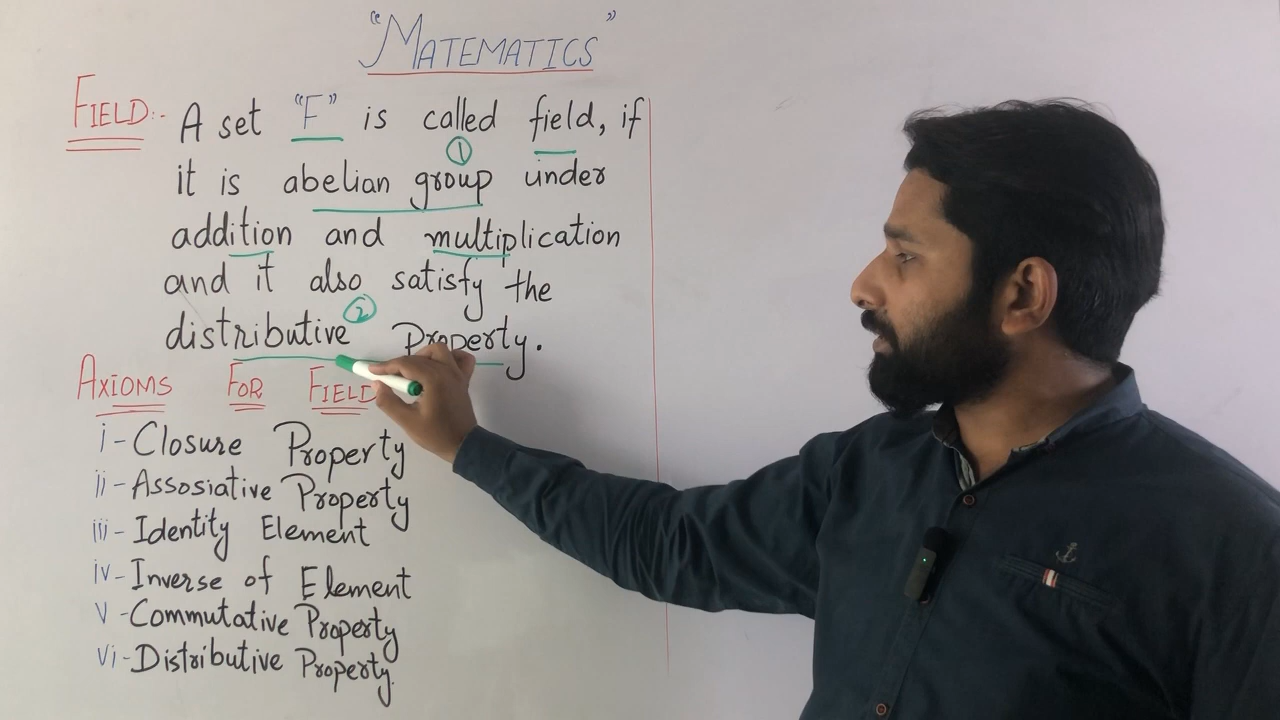 "MATEMATICS"
FIELD:- A set "F" is called field, if
1
it is abelian group under
addition and multiplication
and it also satisfy the
2
distributive Property.
AXIOMS FOR FIELD
i - Closure Property
ii - Assosiative Property
iii - Identity Element
iv - Inverse of Element
v - Commutative Property
vi - Distributive Property.